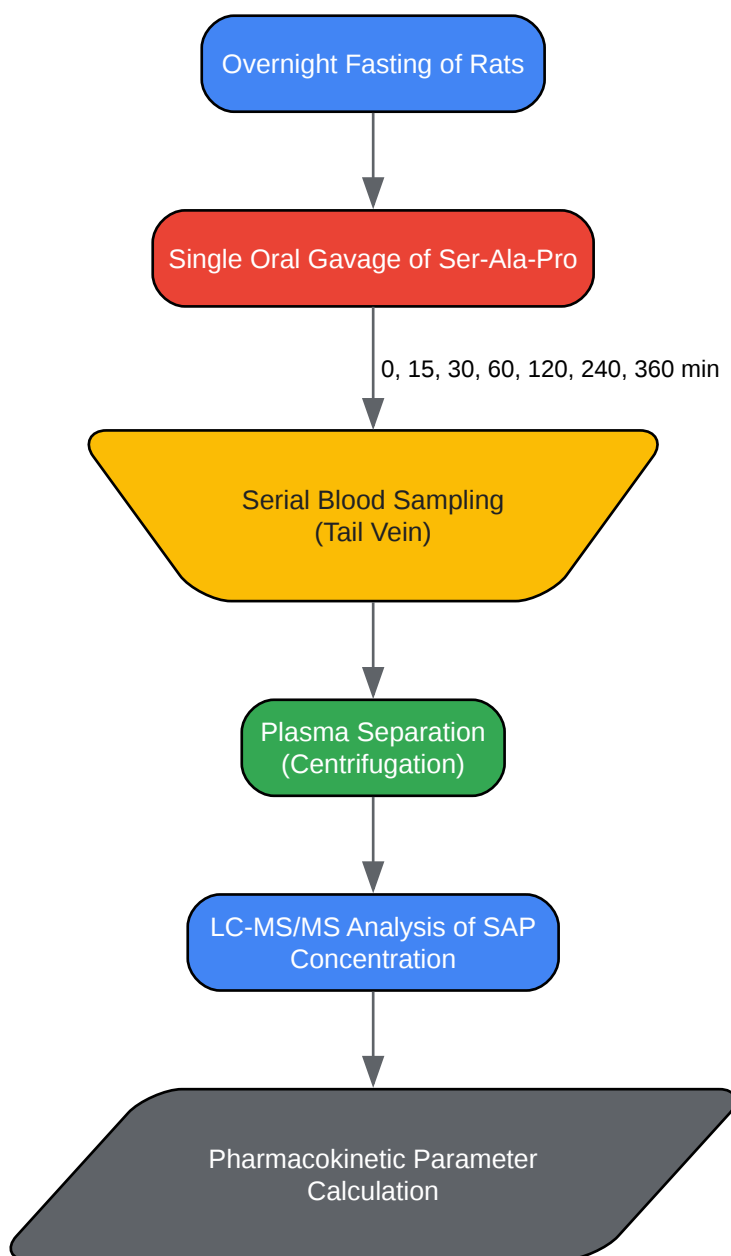 Overnight Fasting of Rats
Single Oral Gavage of Ser-Ala-Pro
0, 15, 30, 60, 120, 240, 360 min
Serial Blood Sampling
(Tail Vein)
Plasma Separation
(Centrifugation)
LC-MS/MS Analysis of SAP
Concentration
Pharmacokinetic Parameter
Calculation